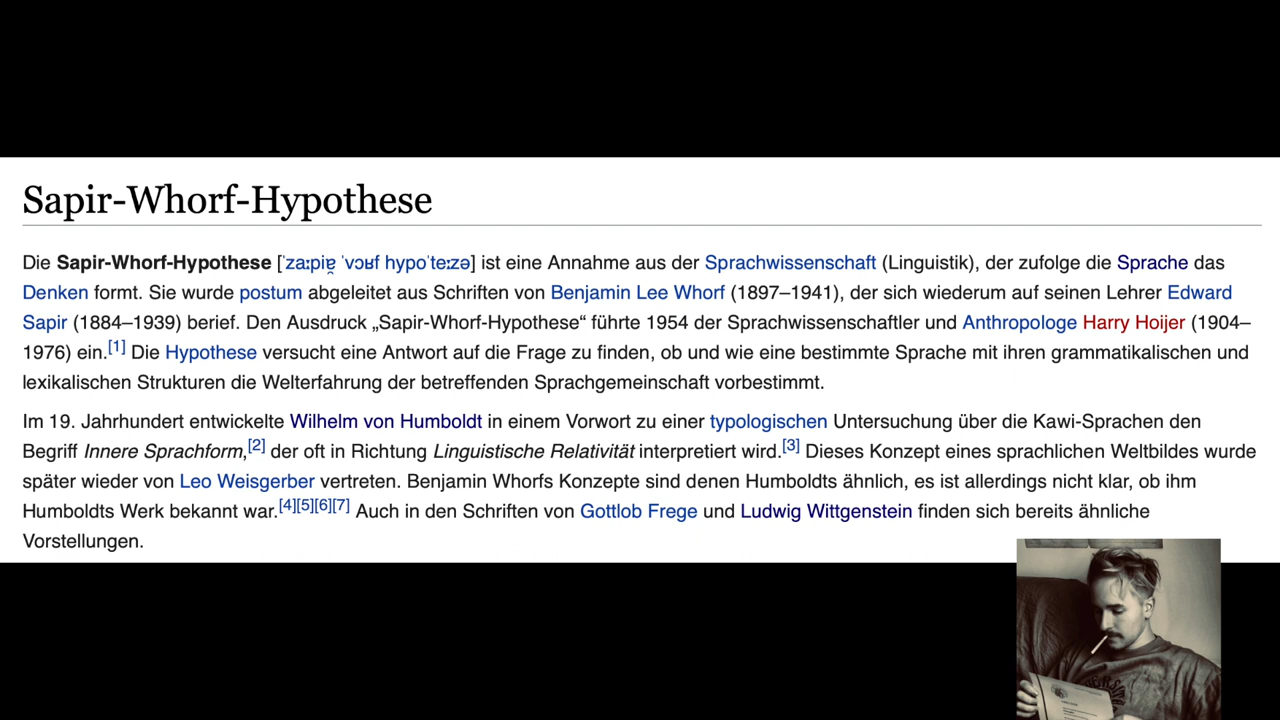 Sapir-Whorf-Hypothese
Die Sapir-Whorf-Hypothese [ˈzaːpiɐ̯ ˈvɔʁf hypoˈteːzə] ist eine Annahme aus der Sprachwissenschaft (Linguistik), der zufolge die Sprache das
Denken formt. Sie wurde postum abgeleitet aus Schriften von Benjamin Lee Whorf (1897–1941), der sich wiederum auf seinen Lehrer Edward
Sapir (1884–1939) berief. Den Ausdruck „Sapir-Whorf-Hypothese“ führte 1954 der Sprachwissenschaftler und Anthropologe Harry Hoijer (1904–
1976) ein.[1] Die Hypothese versucht eine Antwort auf die Frage zu finden, ob und wie eine bestimmte Sprache mit ihren grammatikalischen und
lexikalischen Strukturen die Welterfahrung der betreffenden Sprachgemeinschaft vorbestimmt.
Im 19. Jahrhundert entwickelte Wilhelm von Humboldt in einem Vorwort zu einer typologischen Untersuchung über die Kawi-Sprachen den
Begriff Innere Sprachform,[2] der oft in Richtung Linguistische Relativität interpretiert wird.[3] Dieses Konzept eines sprachlichen Weltbildes wurde
später wieder von Leo Weisgerber vertreten. Benjamin Whorfs Konzepte sind denen Humboldts ähnlich, es ist allerdings nicht klar, ob ihm
Humboldts Werk bekannt war.[4][5][6][7] Auch in den Schriften von Gottlob Frege und Ludwig Wittgenstein finden sich bereits ähnliche
Vorstellungen.